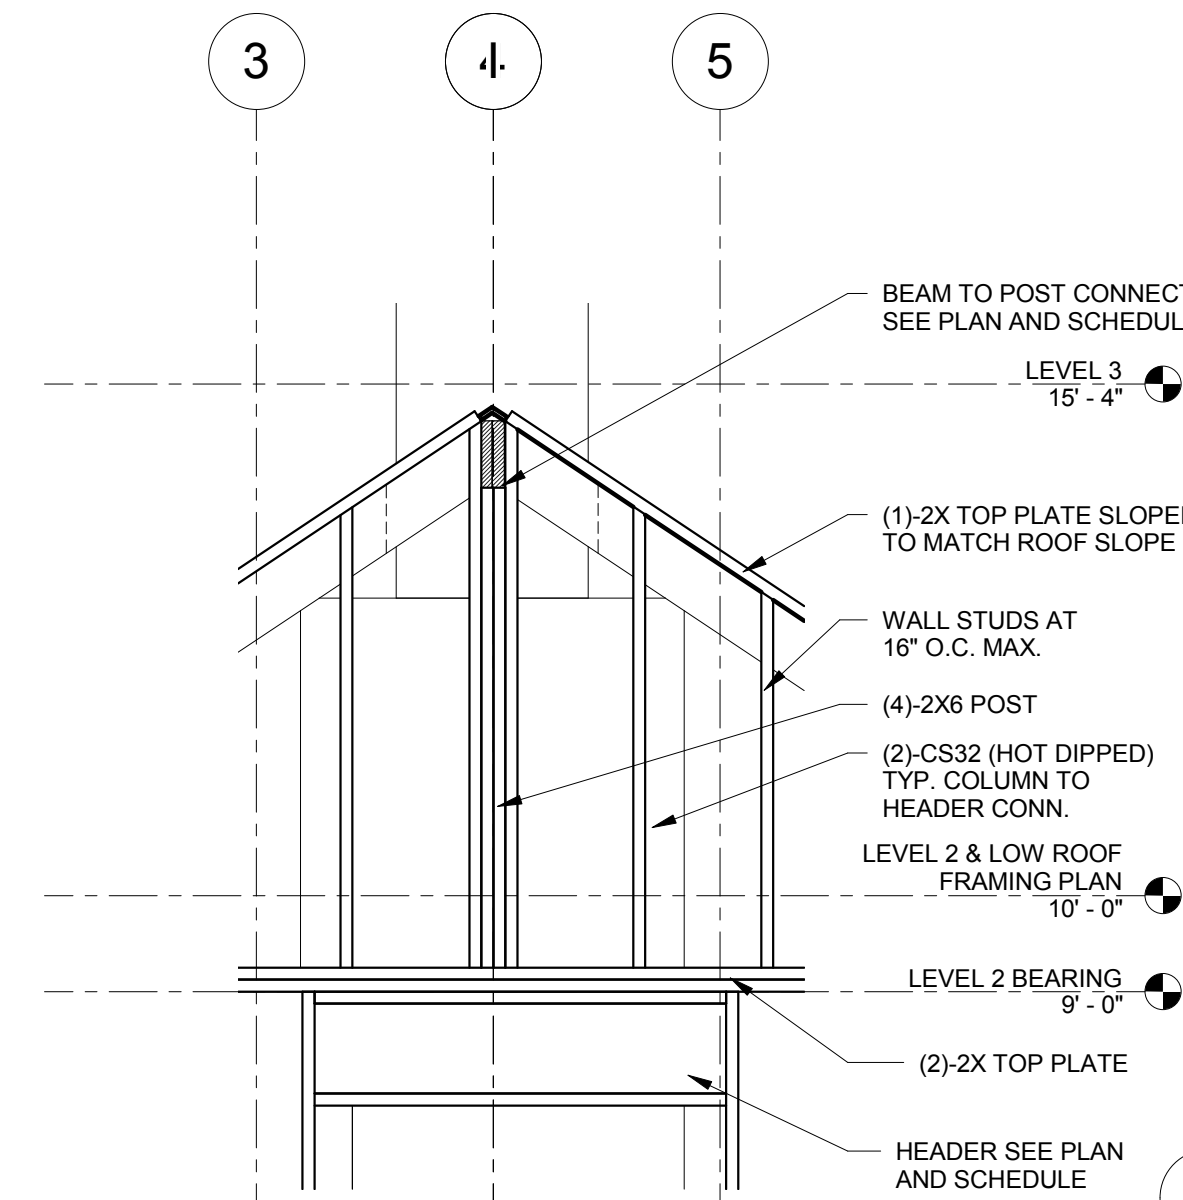 3
4
5
BEAM TO POST CONNECT
SEE PLAN AND SCHEDUL
LEVEL 3
15' - 4"
(1)-2X TOP PLATE SLOPED
TO MATCH ROOF SLOPE
WALL STUDS AT
16" O.C. MAX.
(4)-2X6 POST
(2)-CS32 (HOT DIPPED)
TYP. COLUMN TO
HEADER CONN.
LEVEL 2 & LOW ROOF
FRAMING PLAN
10' - 0"
LEVEL 2 BEARING
9' - 0"
(2)-2X TOP PLATE
HEADER SEE PLAN
AND SCHEDULE